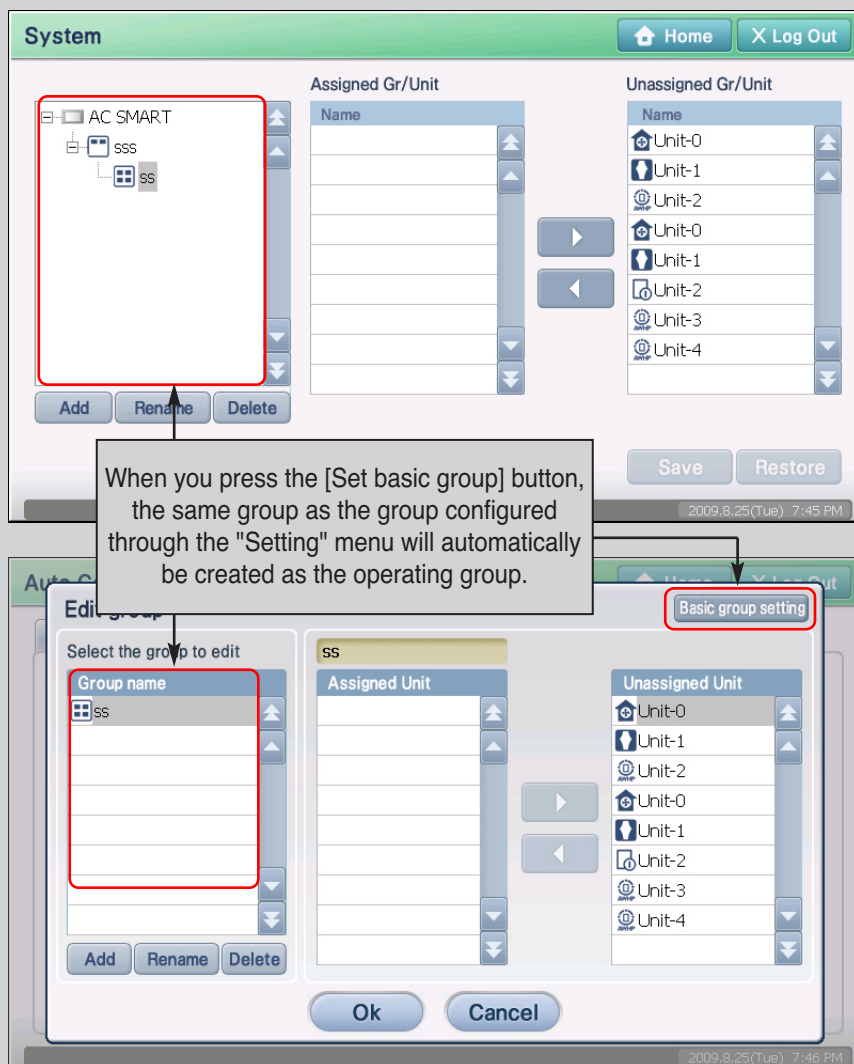 System
Home
X Log Out
Assigned Gr/Unit
Unassigned Gr/Unit
AC SMART
sss
ss
Name
Name
Unit-0
Unit-1
Unit-2
Unit-0
Unit-1
Unit-2
Unit-3
Unit-4
Add
Rename
Delete
Save
Restore
2009.8.25(Tue) 7:45 PM
When you press the [Set basic group] button,
the same group as the group configured
through the "Setting" menu will automatically
be created as the operating group.
Home
X Log Out
Edit group
Basic group setting
Select the group to edit
ss
Group name
ss
Assigned Unit
Unassigned Unit
Unit-0
Unit-1
Unit-2
Unit-0
Unit-1
Unit-2
Unit-3
Unit-4
Add
Rename
Delete
Ok
Cancel
2009.8.25(Tue) 7:46 PM